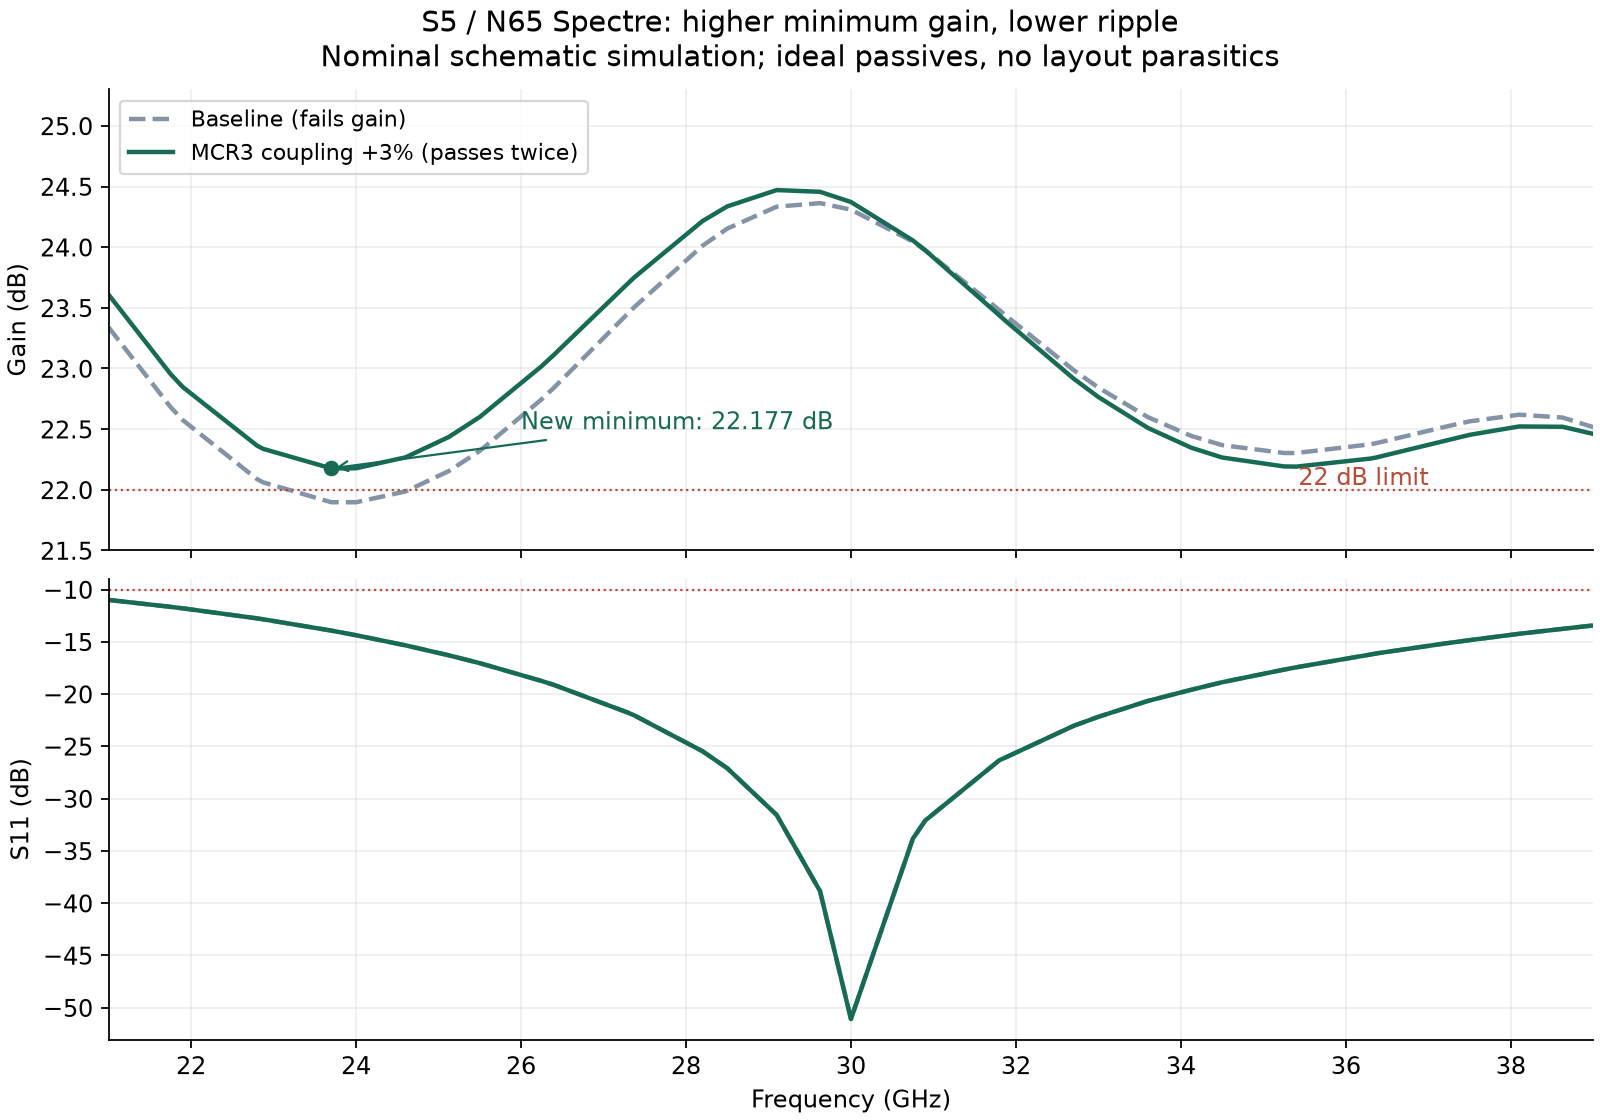 S5 / N65 Spectre: higher minimum gain, lower ripple
Nominal schematic simulation; ideal passives, no layout parasitics
Baseline (fails gain)
MCR3 coupling +3% (passes twice)
Gain (dB)
25.0
24.5
24.0
23.5
23.0
22.5
22.0
21.5
New minimum: 22.177 dB
22 dB limit
S11 (dB)
−10
−15
−20
−25
−30
−35
−40
−45
−50
22 24 26 28 30 32 34 36 38
Frequency (GHz)